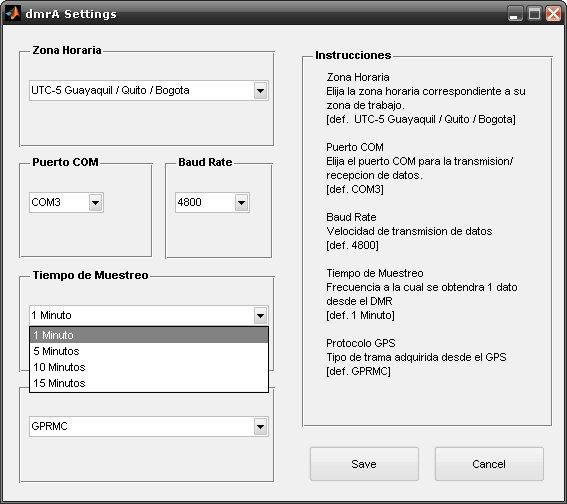 dmrA Settings
Zona Horaria
UTC-5 Guayaquil / Quito / Bogota
Puerto COM
COM3
Baud Rate
4800
Tiempo de Muestreo
1 Minuto
1 Minuto
5 Minutos
10 Minutos
15 Minutos
GPRMC
Instrucciones
Zona Horaria
Elija la zona horaria correspondiente a su
zona de trabajo.
[def. UTC-5 Guayaquil / Quito / Bogota]
Puerto COM
Elija el puerto COM para la transmision/
recepcion de datos.
[def. COM3]
Baud Rate
Velocidad de transmision de datos
[def. 4800]
Tiempo de Muestreo
Frecuencia a la cual se obtendra 1 dato
desde el DMR
[def. 1 Minuto]
Protocolo GPS
Tipo de trama adquirida desde el GPS
[def. GPRMC]
Save
Cancel